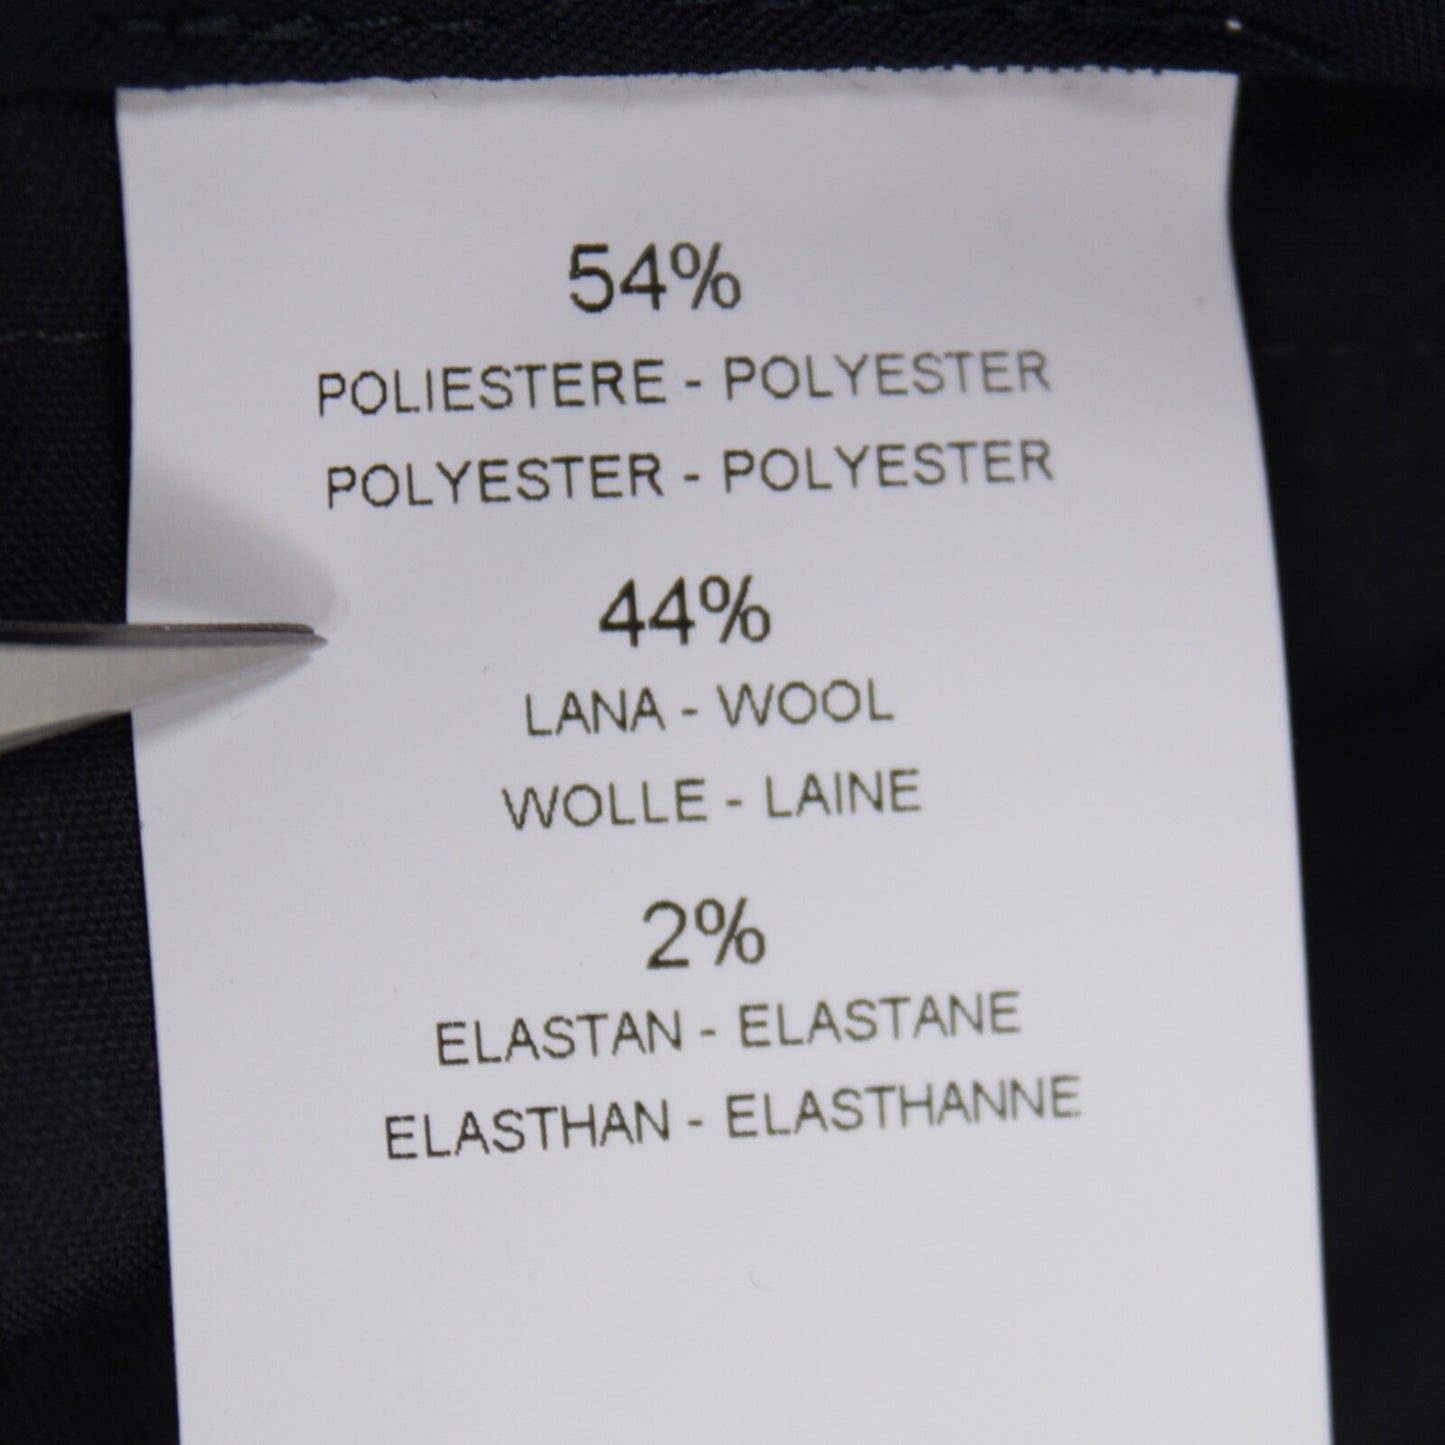 54%
POLIESTERE - POLYESTER
POLYESTER - POLYESTER
44%
LANA - WOOL
WOLLE - LAINE
2%
ELASTAN - ELASTANE
ELASTHAN - ELASTHANNE